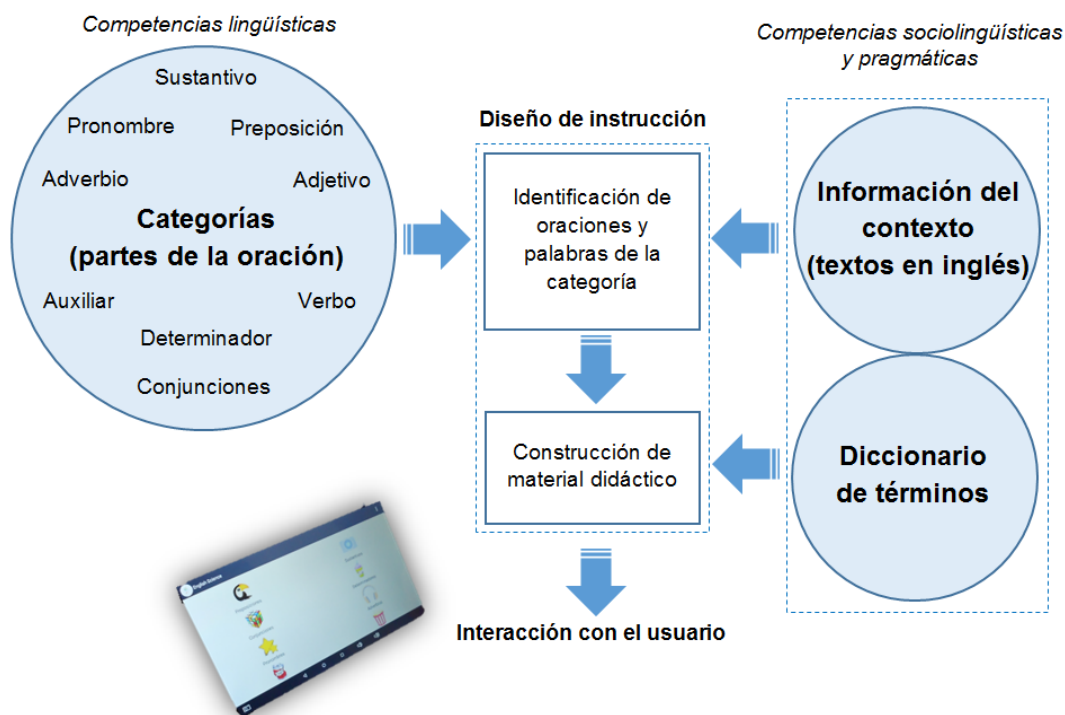 Competencias lingüísticas
Sustantivo
Pronombre
Preposición
Adverbio
Adjetivo
Categorías
(partes de la oración)
Auxiliar
Verbo
Determinador
Conjunciones
Diseño de instrucción
Identificación de
oraciones y
palabras de la
categoría
Construcción de
material didáctico
Interacción con el usuario
Competencias sociolingüísticas
y pragmáticas
Información del
contexto
(textos en inglés)
Diccionario
de términos
English Science